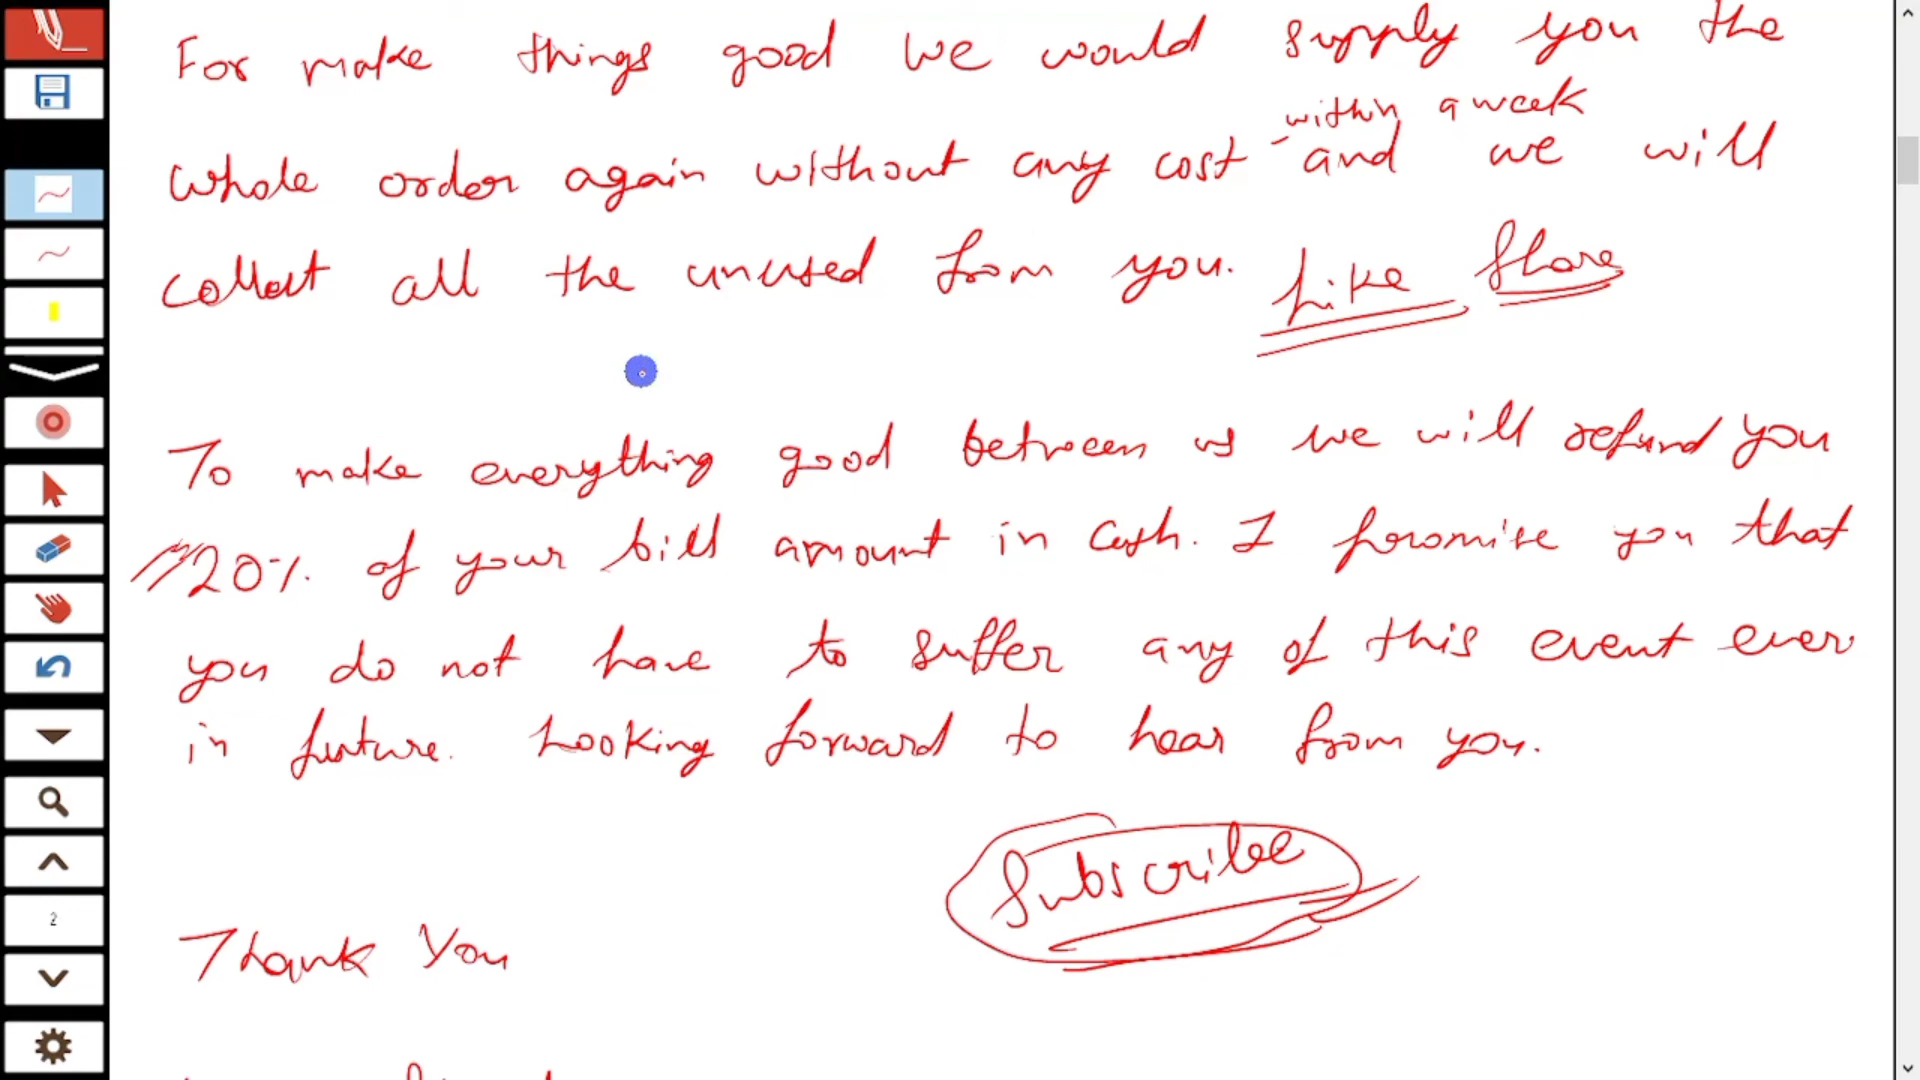 For make things good we would supply you the
within a week
whole order again without any cost and we will
collect all the unused from you. Like Share
To make everything good between us we will refund you
20% of your bill amount in cash. I promise you that
you do not have to suffer any of this event ever
in future. Looking forward to hear from you.
Subscribe
Thank You
2